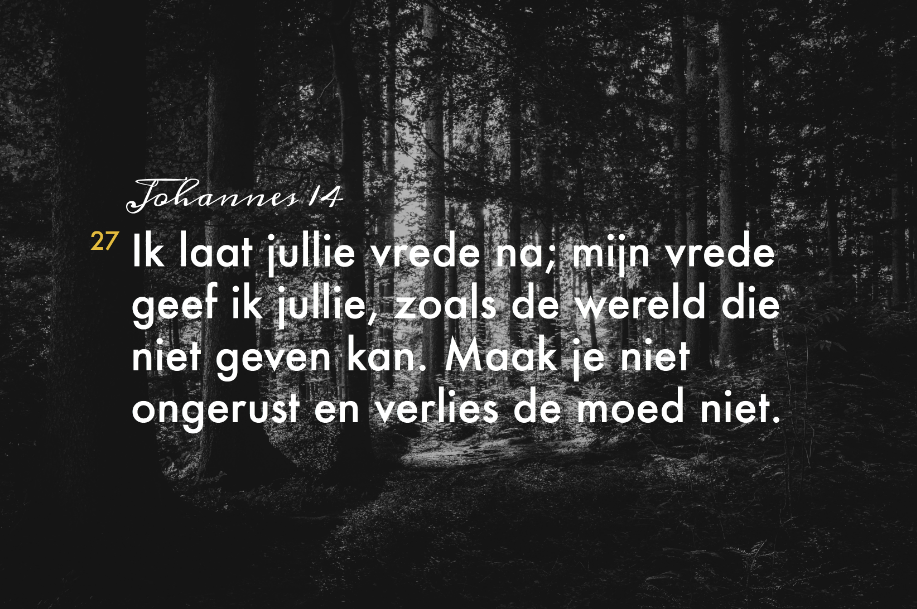 Johannes 14
27 Ik laat jullie vrede na; mijn vrede
geef ik jullie, zoals de wereld die
niet geven kan. Maak je niet
ongerust en verlies de moed niet.